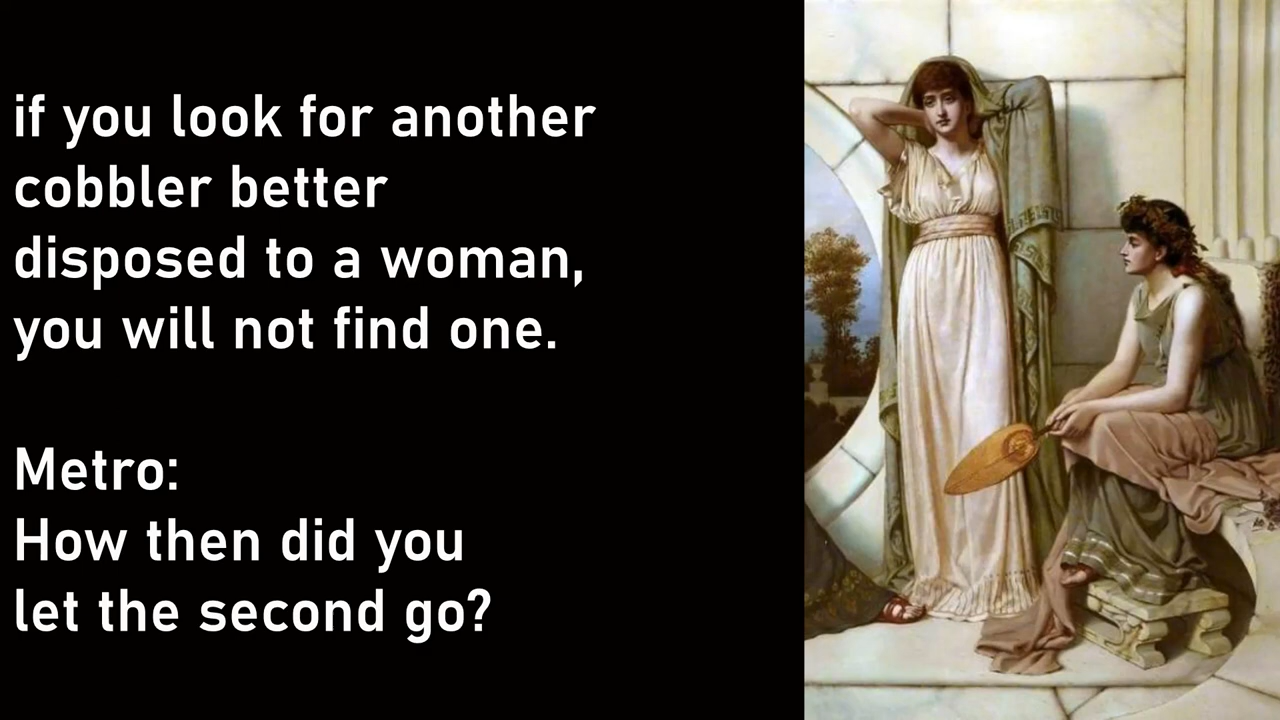 if you look for another
cobbler better
disposed to a woman,
you will not find one.
Metro:
How then did you
let the second go?